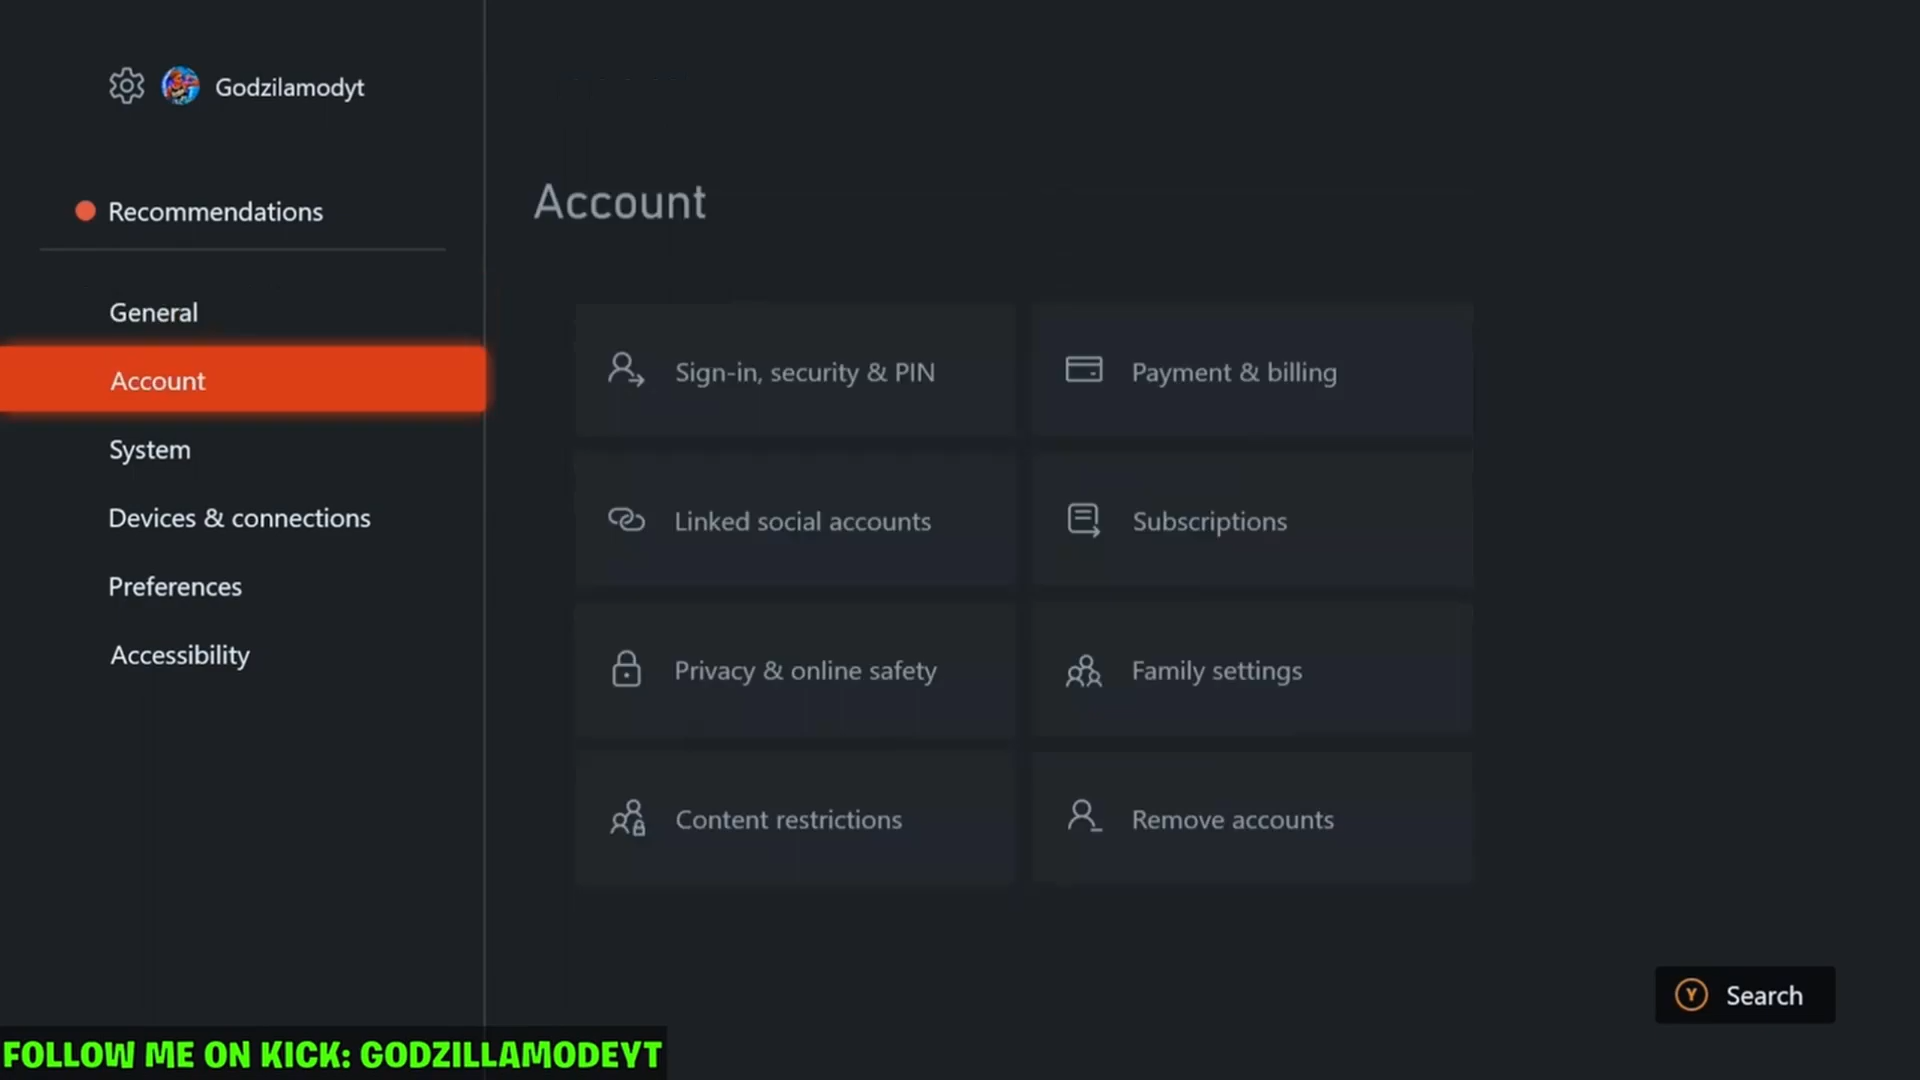 Godzilamodyt
Recommendations
General
Account
System
Devices & connections
Preferences
Accessibility
Account
Sign-in, security & PIN
Payment & billing
Linked social accounts
Subscriptions
Privacy & online safety
Family settings
Content restrictions
Remove accounts
Y Search
FOLLOW ME ON KICK: GODZILLAMODEYT